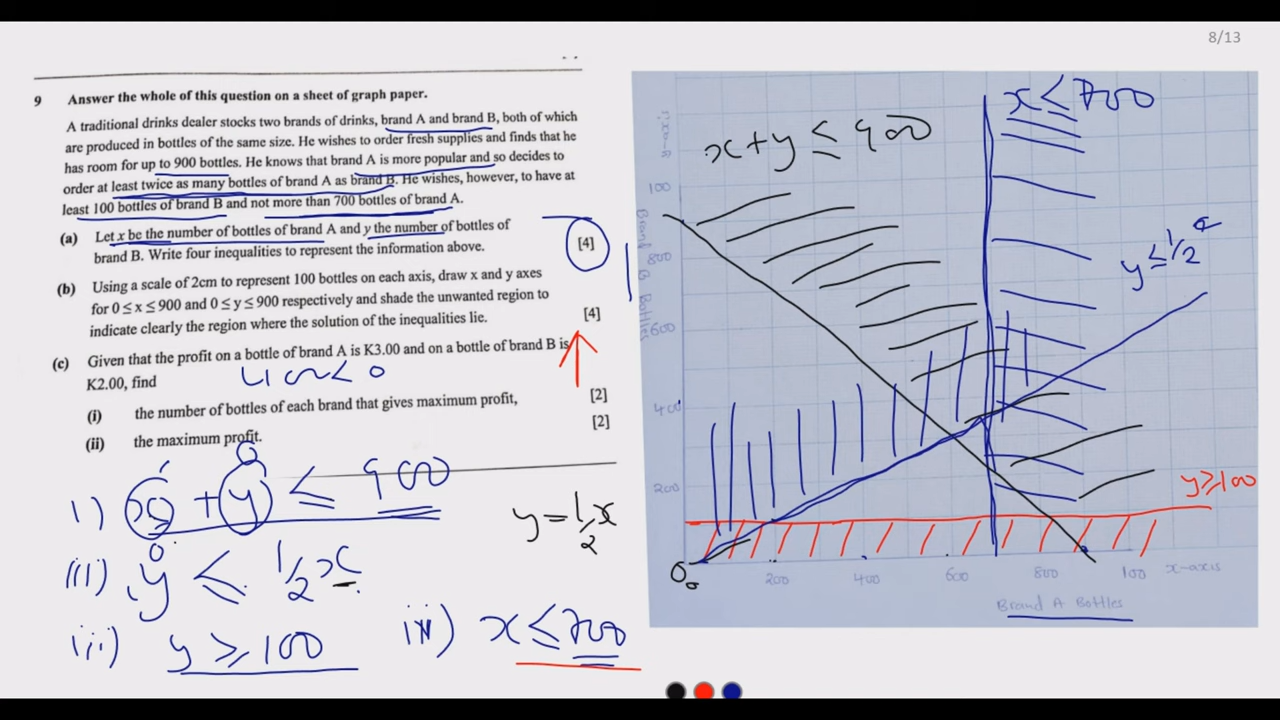 8/13
9 Answer the whole of this question on a sheet of graph paper.
A traditional drinks dealer stocks two brands of drinks, brand A and brand B, both of which
are produced in bottles of the same size. He wishes to order fresh supplies and finds that he
has room for up to 900 bottles. He knows that brand A is more popular and so decides to
order at least twice as many bottles of brand A as brand B. He wishes, however, to have at
least 100 bottles of brand B and not more than 700 bottles of brand A.
(a) Let x be the number of bottles of brand A and y the number of bottles of
brand B. Write four inequalities to represent the information above. [4]
(b) Using a scale of 2cm to represent 100 bottles on each axis, draw x and y axes
for 0 ≤ x ≤ 900 and 0 ≤ y ≤ 900 respectively and shade the unwanted region to
indicate clearly the region where the solution of the inequalities lie. [4]
(c) Given that the profit on a bottle of brand A is K3.00 and on a bottle of brand B is
K2.00, find
(i) the number of bottles of each brand that gives maximum profit, [2]
(ii) the maximum profit. [2]
i) x + y ≤ 900
(ii) y ≤ 1/2 x
iii) y ≥ 100
x ≤ 700
y = 1/2 x
x ≤ 700
x + y ≤ 900
y ≤ 1/2 x
y ≥ 100
100
800
600
400
200
Brand B Bottles
0
200 400 600 800 100 x-axis
Brand A Bottles